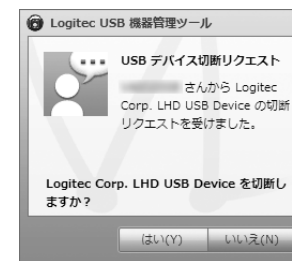 Logitec USB 機器管理ツール
USB デバイス切断リクエスト
さんから Logitec
Corp. LHD USB Device の切断
リクエストを受けました。
Logitec Corp. LHD USB Device を切断し
ますか？
はい(Y) いいえ(N)